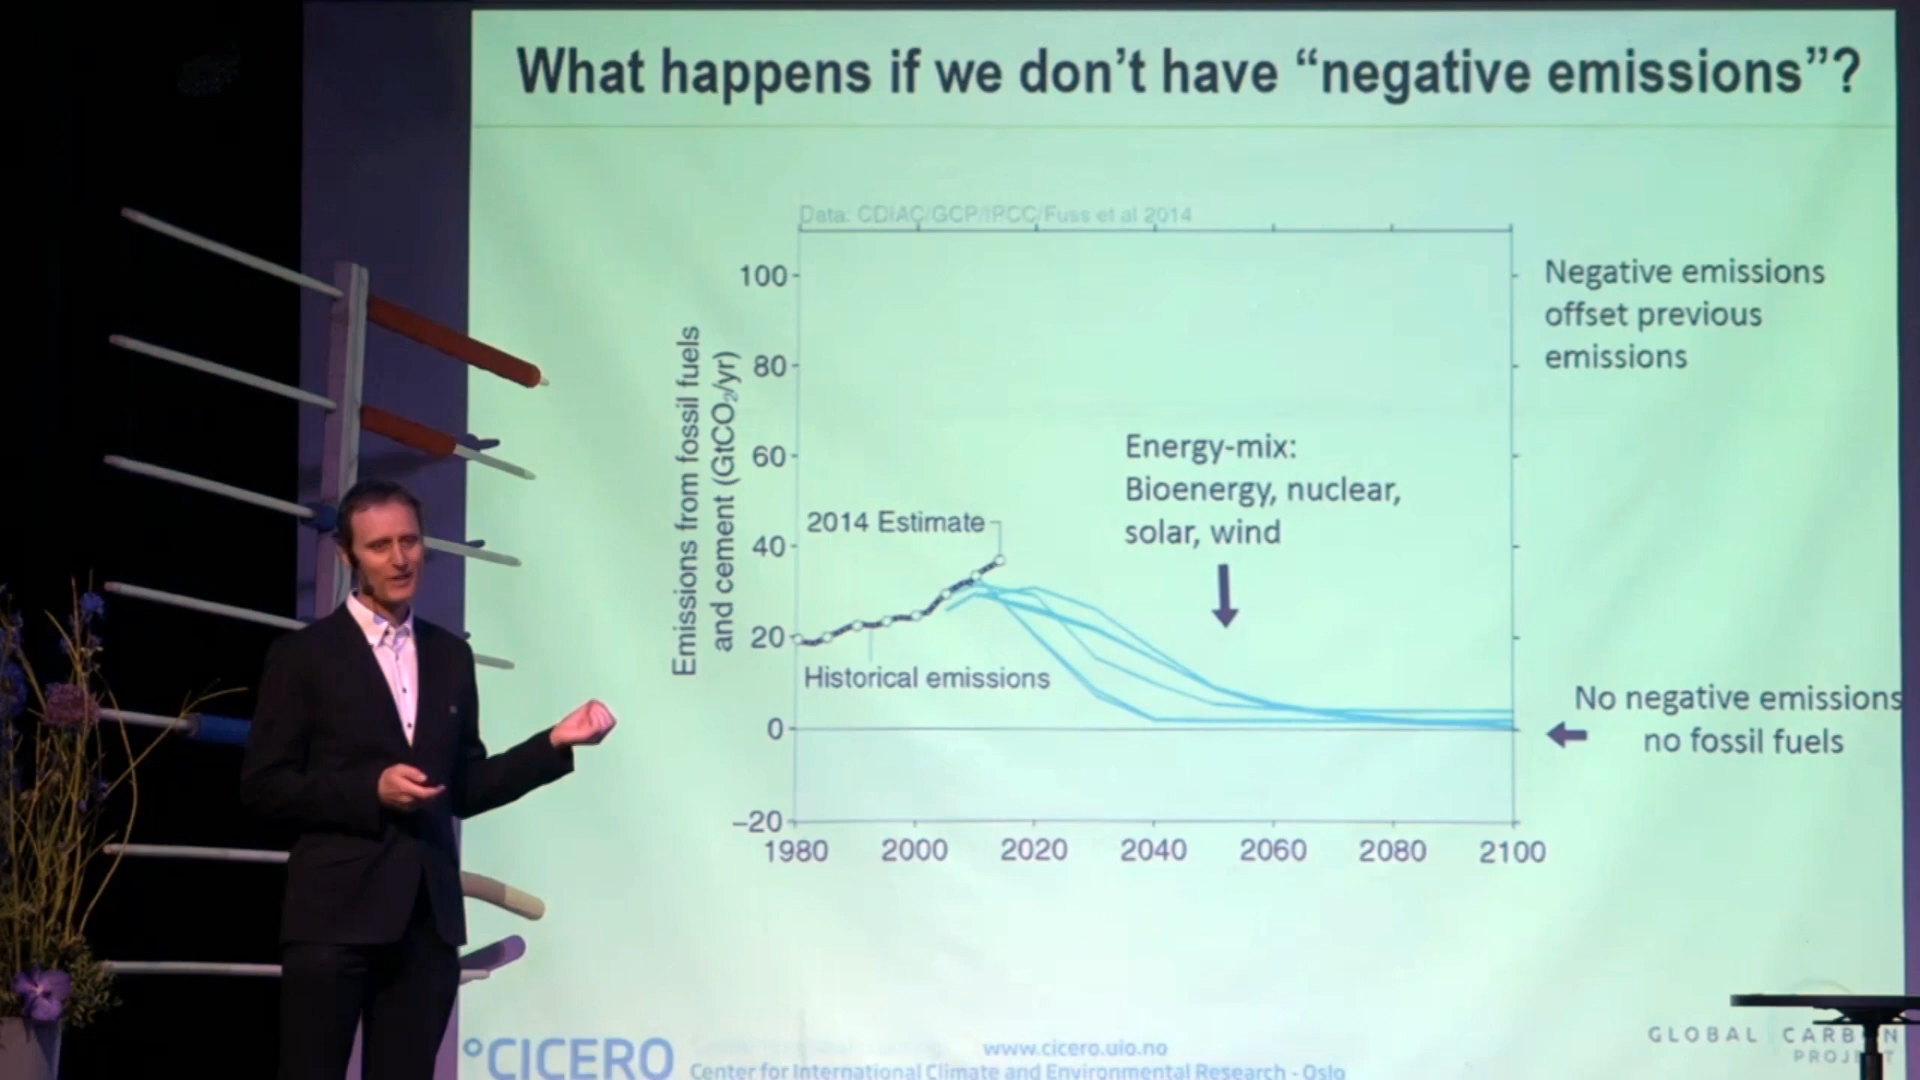 What happens if we don't have “negative emissions”?
Data: CDIAC/GCP/IPCC/Fuss et al 2014
Emissions from fossil fuels
and cement (GtCO₂/yr)
100
80
60
40
20
0
−20
1980 2000 2020 2040 2060 2080 2100
2014 Estimate
Historical emissions
Energy-mix:
Bioenergy, nuclear,
solar, wind
Negative emissions
offset previous
emissions
No negative emissions
no fossil fuels
°CICERO
www.cicero.uio.no
Center for International Climate and Environmental Research - Oslo
GLOBAL CARBON
PROJECT